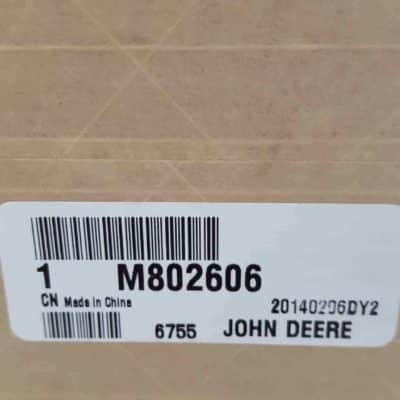 1 M802606
CN Made in China 20140206DY2
6755 JOHN DEERE